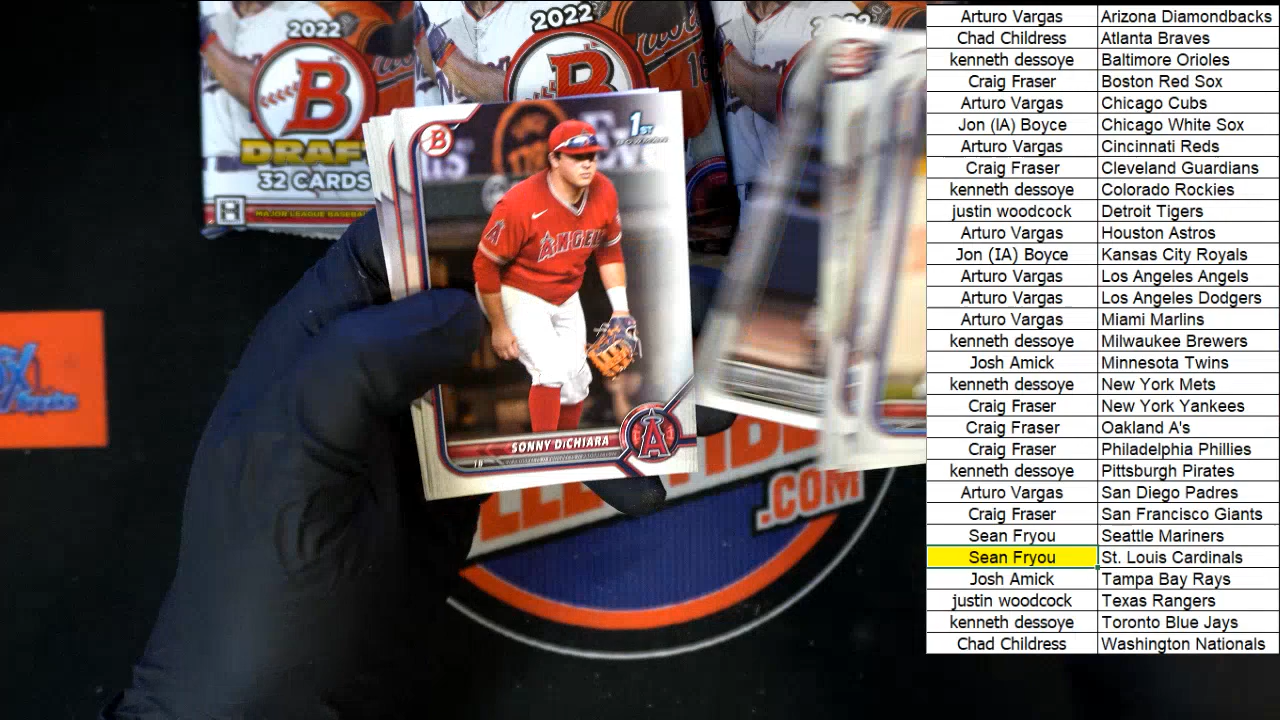 2022
B
DRAFT
32 CARDS
MAJOR LEAGUE BASEBALL
2022
B
2022
B
1ST
BOWMAN
ANGEL
SONNY DiCHIARA
1B
A
.COM
Arturo Vargas Arizona Diamondbacks
Chad Childress Atlanta Braves
kenneth dessoye Baltimore Orioles
Craig Fraser Boston Red Sox
Arturo Vargas Chicago Cubs
Jon (IA) Boyce Chicago White Sox
Arturo Vargas Cincinnati Reds
Craig Fraser Cleveland Guardians
kenneth dessoye Colorado Rockies
justin woodcock Detroit Tigers
Arturo Vargas Houston Astros
Jon (IA) Boyce Kansas City Royals
Arturo Vargas Los Angeles Angels
Arturo Vargas Los Angeles Dodgers
Arturo Vargas Miami Marlins
kenneth dessoye Milwaukee Brewers
Josh Amick Minnesota Twins
kenneth dessoye New York Mets
Craig Fraser New York Yankees
Craig Fraser Oakland A's
Craig Fraser Philadelphia Phillies
kenneth dessoye Pittsburgh Pirates
Arturo Vargas San Diego Padres
Craig Fraser San Francisco Giants
Sean Fryou Seattle Mariners
Sean Fryou St. Louis Cardinals
Josh Amick Tampa Bay Rays
justin woodcock Texas Rangers
kenneth dessoye Toronto Blue Jays
Chad Childress Washington Nationals